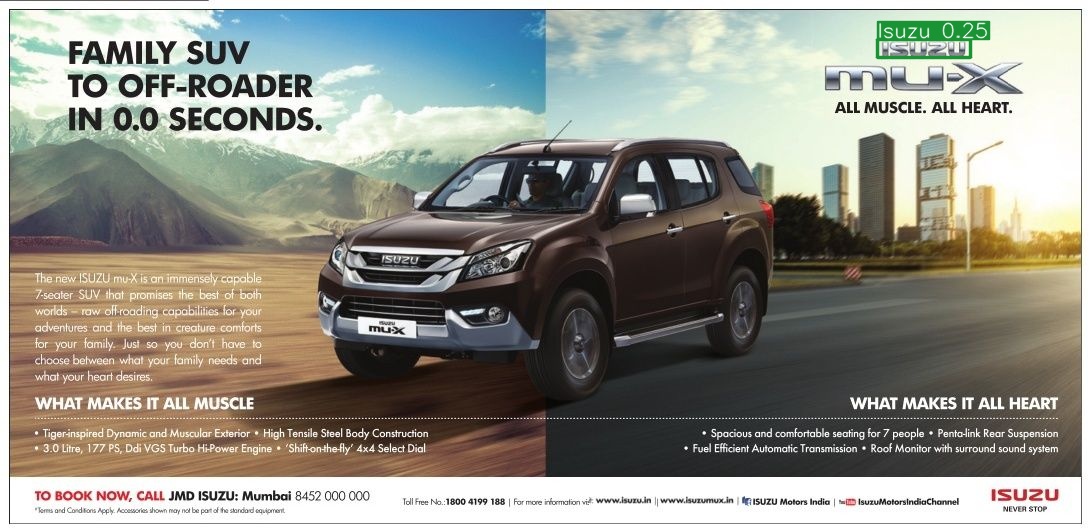 FAMILY SUV
TO OFF-ROADER
IN 0.0 SECONDS.
Isuzu 0.25
ISUZU
mu-X
ALL MUSCLE. ALL HEART.
ISUZU
ISUZU
mu-X
The new ISUZU mu-X is an immensely capable
7-seater SUV that promises the best of both
worlds – raw off-roading capabilities for your
adventures and the best in creature comforts
for your family. Just so you don't have to
choose between what your family needs and
what your heart desires.
WHAT MAKES IT ALL MUSCLE
• Tiger-inspired Dynamic and Muscular Exterior • High Tensile Steel Body Construction
• 3.0 Litre, 177 PS, Ddi VGS Turbo Hi-Power Engine • 'Shift-on-the-fly' 4x4 Select Dial
WHAT MAKES IT ALL HEART
• Spacious and comfortable seating for 7 people • Penta-link Rear Suspension
• Fuel Efficient Automatic Transmission • Roof Monitor with surround sound system
TO BOOK NOW, CALL JMD ISUZU: Mumbai 8452 000 000
*Terms and Conditions Apply. Accessories shown may not be part of the standard equipment.
Toll Free No.:1800 4199 188 | For more information visit: www.isuzu.in | www.isuzumux.in | ISUZU Motors India | You Tube IsuzuMotorsIndiaChannel
ISUZU
NEVER STOP